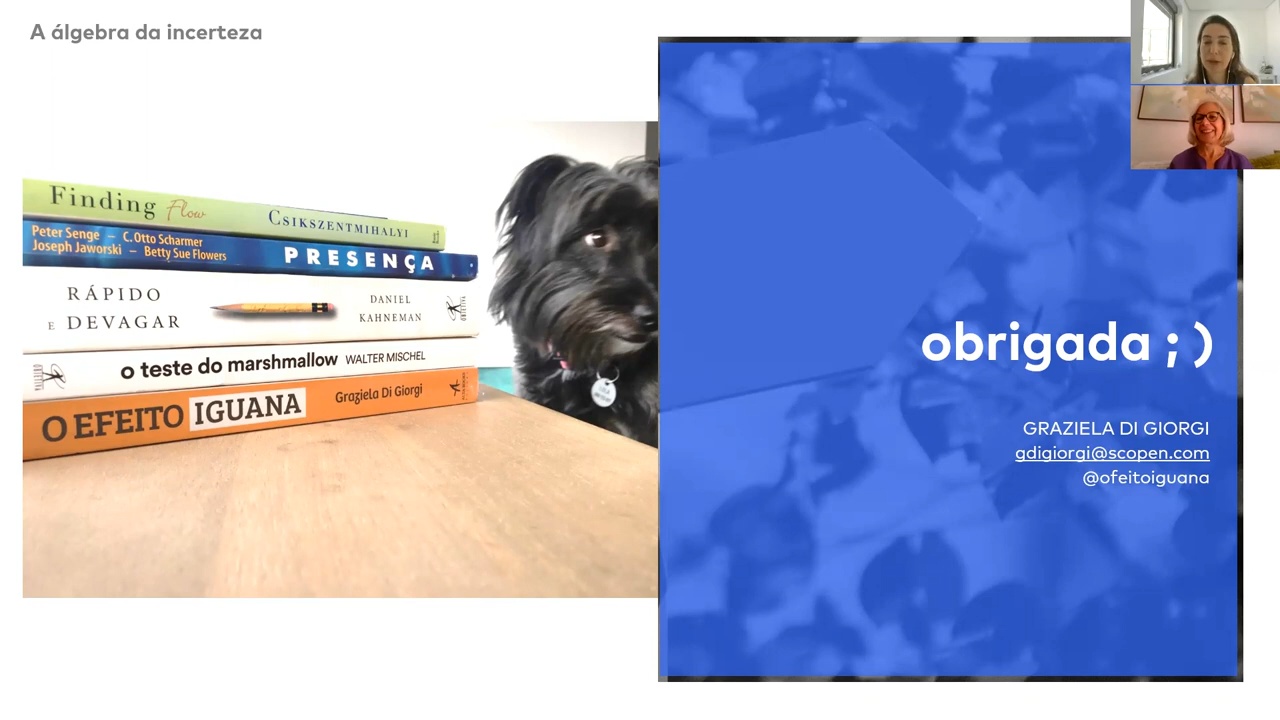 A álgebra da incerteza
Finding Flow CSIKSZENTMIHALYI
Peter Senge – C. Otto Scharmer
Joseph Jaworski – Betty Sue Flowers
PRESENÇA
RÁPIDO
E DEVAGAR
DANIEL
KAHNEMAN
OBJETIVA
o teste do marshmallow WALTER MISCHEL
O EFEITO IGUANA Graziela Di Giorgi
obrigada ; )
GRAZIELA DI GIORGI
gdigiorgi@scopen.com
@ofeitoiguana